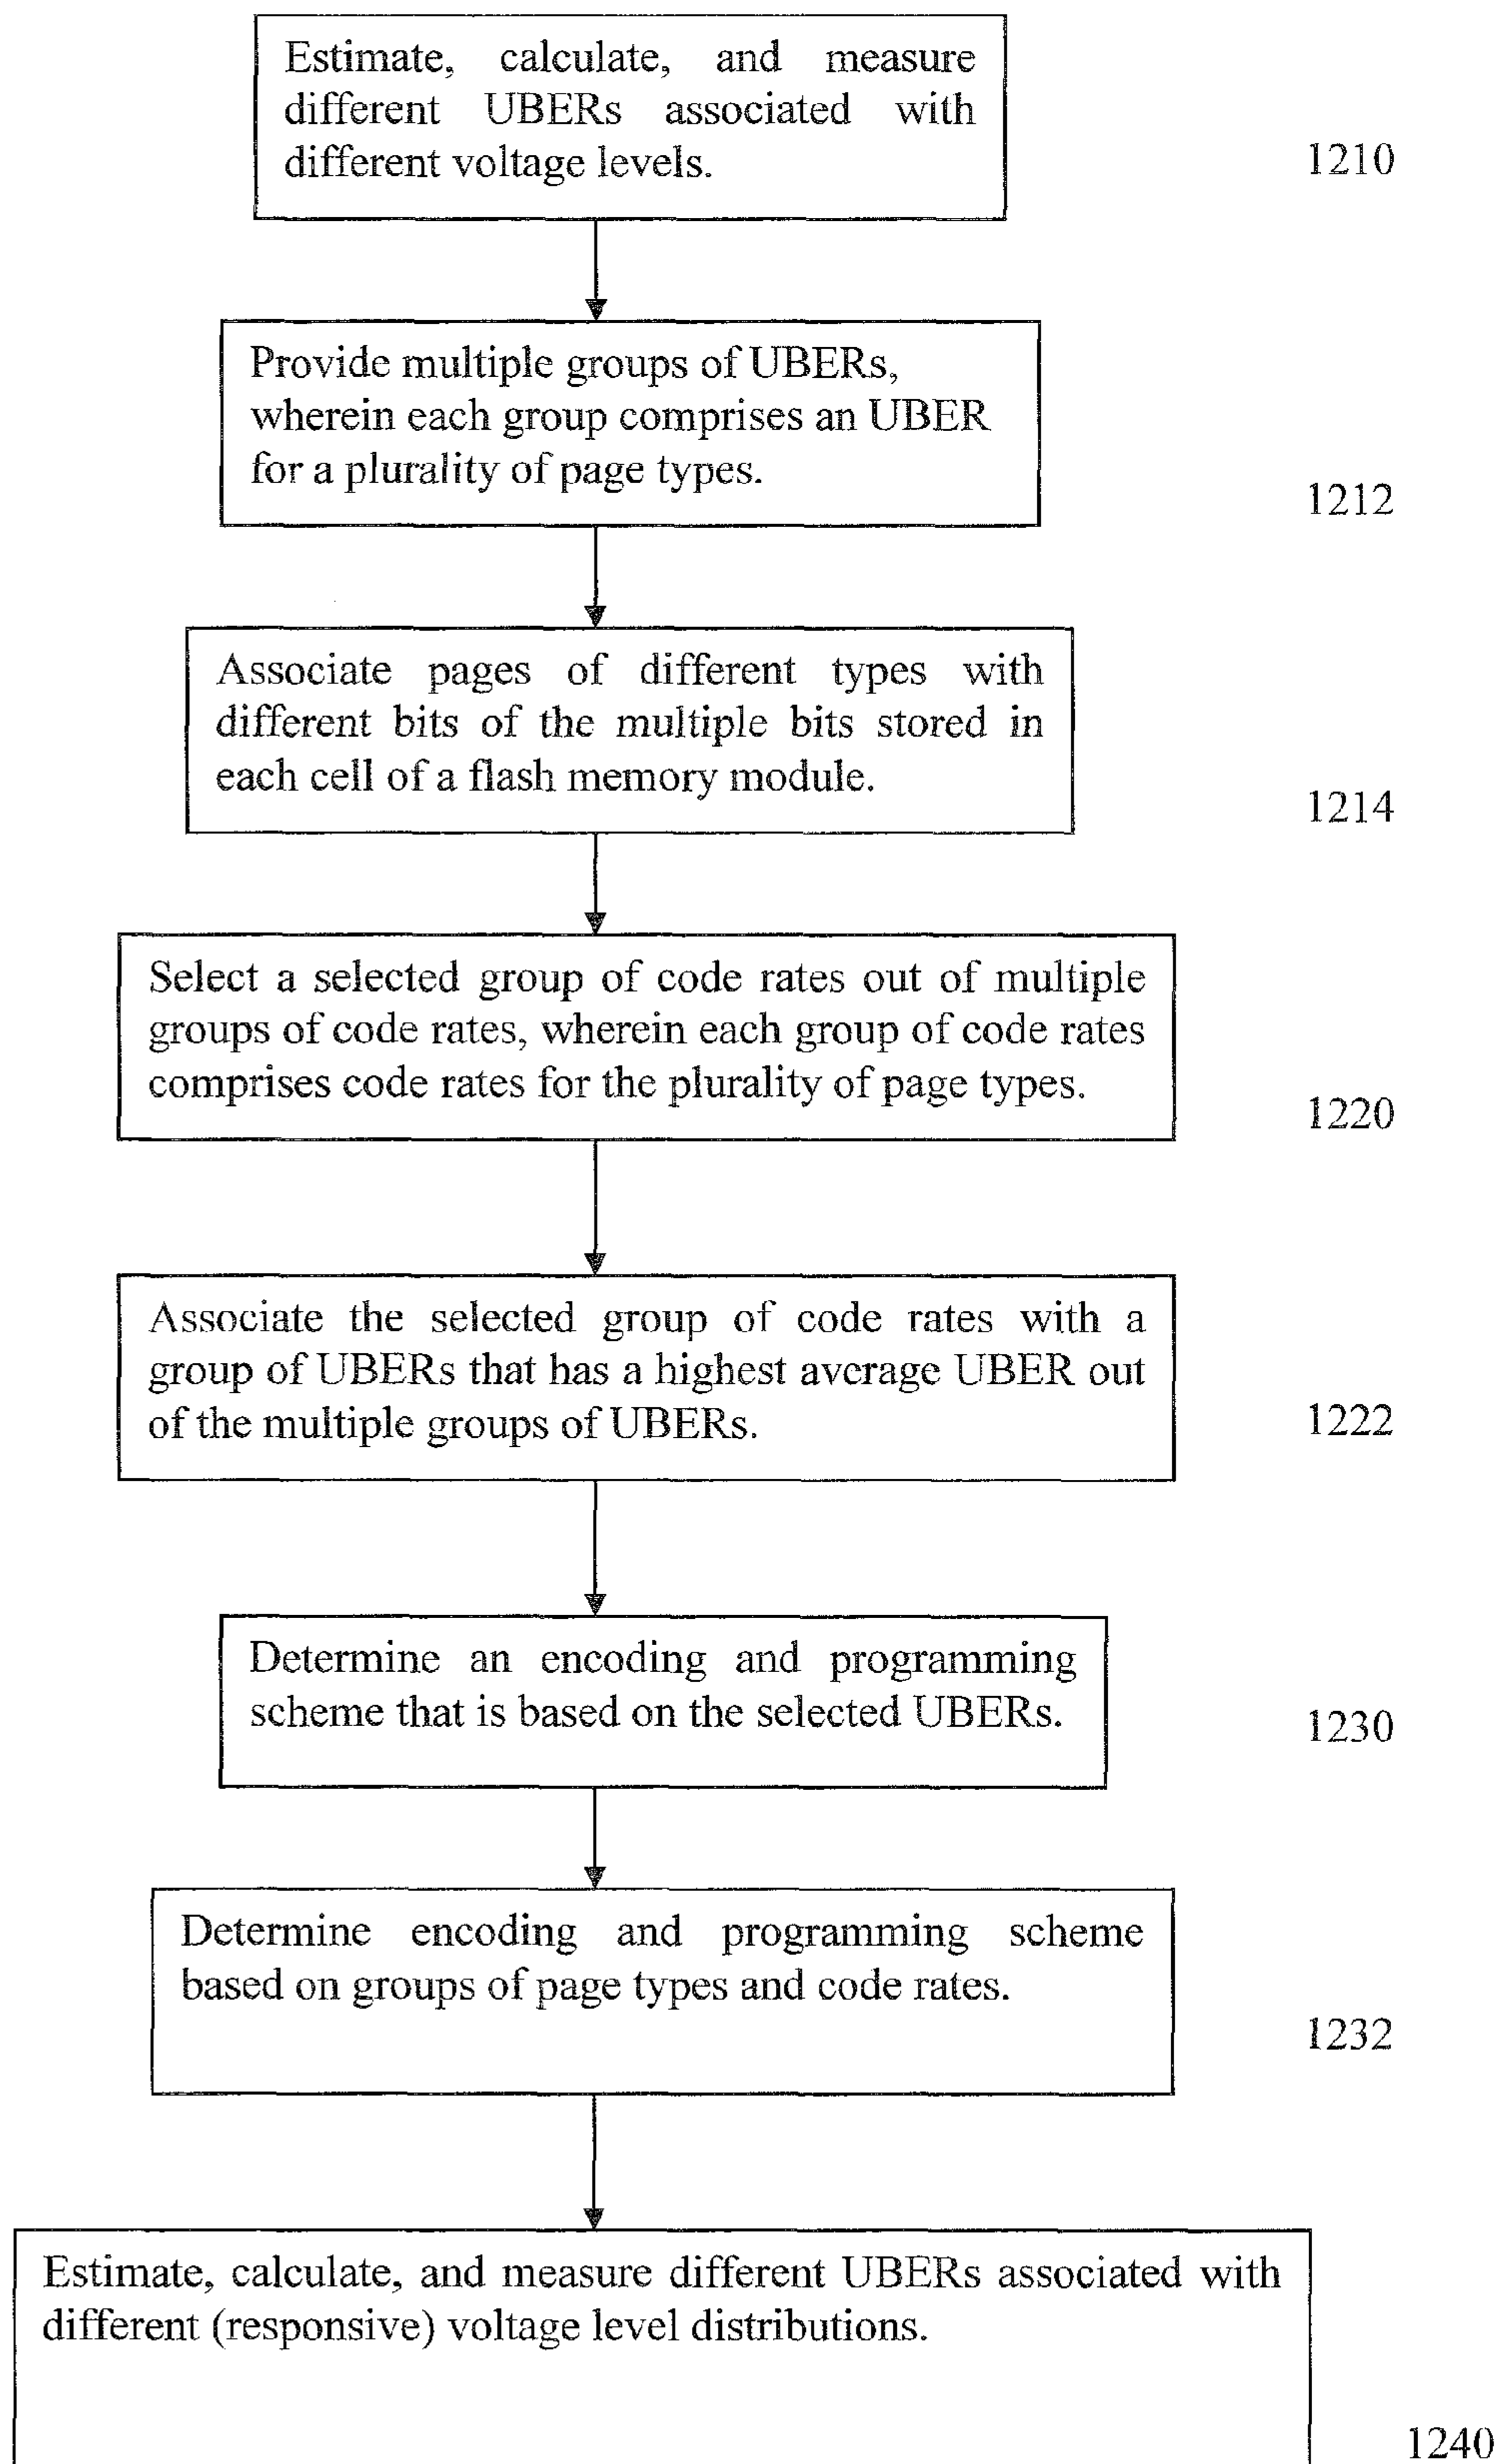 Estimate, calculate, and measure
different UBERs associated with
different voltage levels.
1210
Provide multiple groups of UBERs,
wherein each group comprises an UBER
for a plurality of page types.
1212
Associate pages of different types with
different bits of the multiple bits stored in
each cell of a flash memory module.
1214
Select a selected group of code rates out of multiple
groups of code rates, wherein each group of code rates
comprises code rates for the plurality of page types.
1220
Associate the selected group of code rates with a
group of UBERs that has a highest average UBER out
of the multiple groups of UBERs.
1222
Determine an encoding and programming
scheme that is based on the selected UBERs.
1230
Determine encoding and programming scheme
based on groups of page types and code rates.
1232
Estimate, calculate, and measure different UBERs associated with
different (responsive) voltage level distributions.
1240